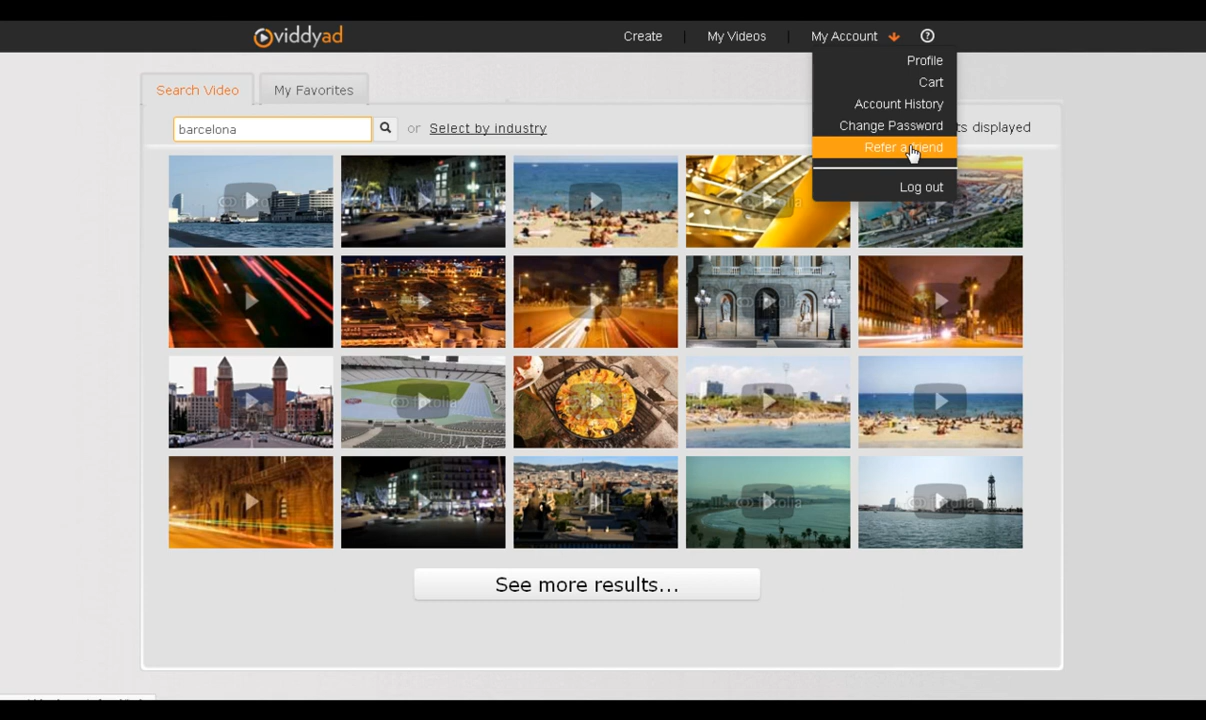 viddyad
Create
My Videos
My Account
?
Profile
Cart
Account History
Change Password
Refer a friend
Log out
Search Video
My Favorites
barcelona
or
Select by industry
displayed
fotolia
See more results...